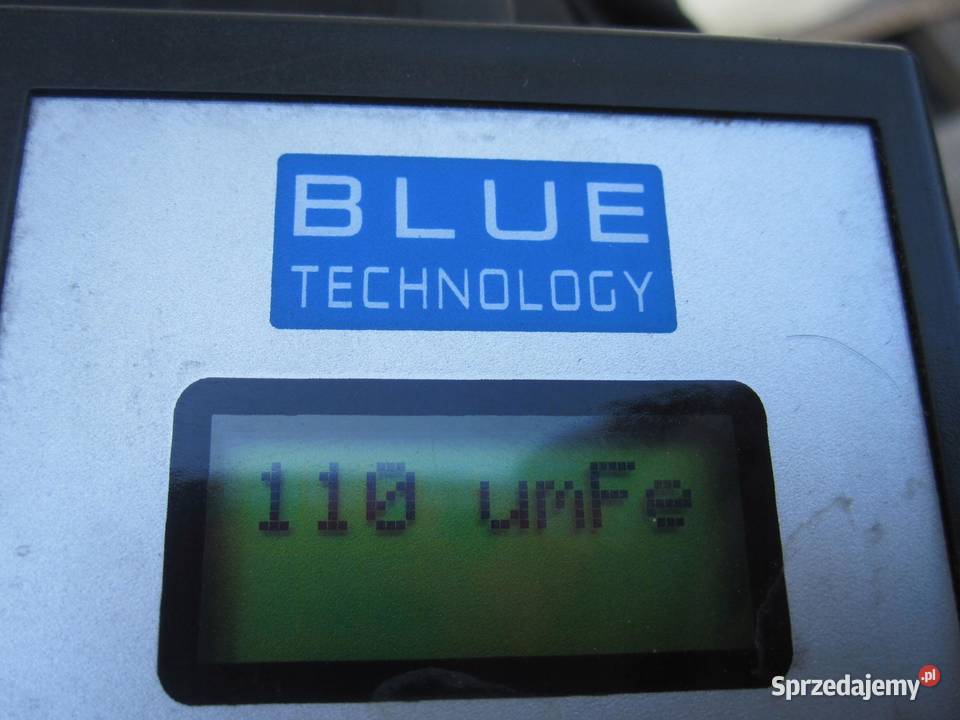 BLUE
TECHNOLOGY
110 umFe
Sprzedajemy.pl